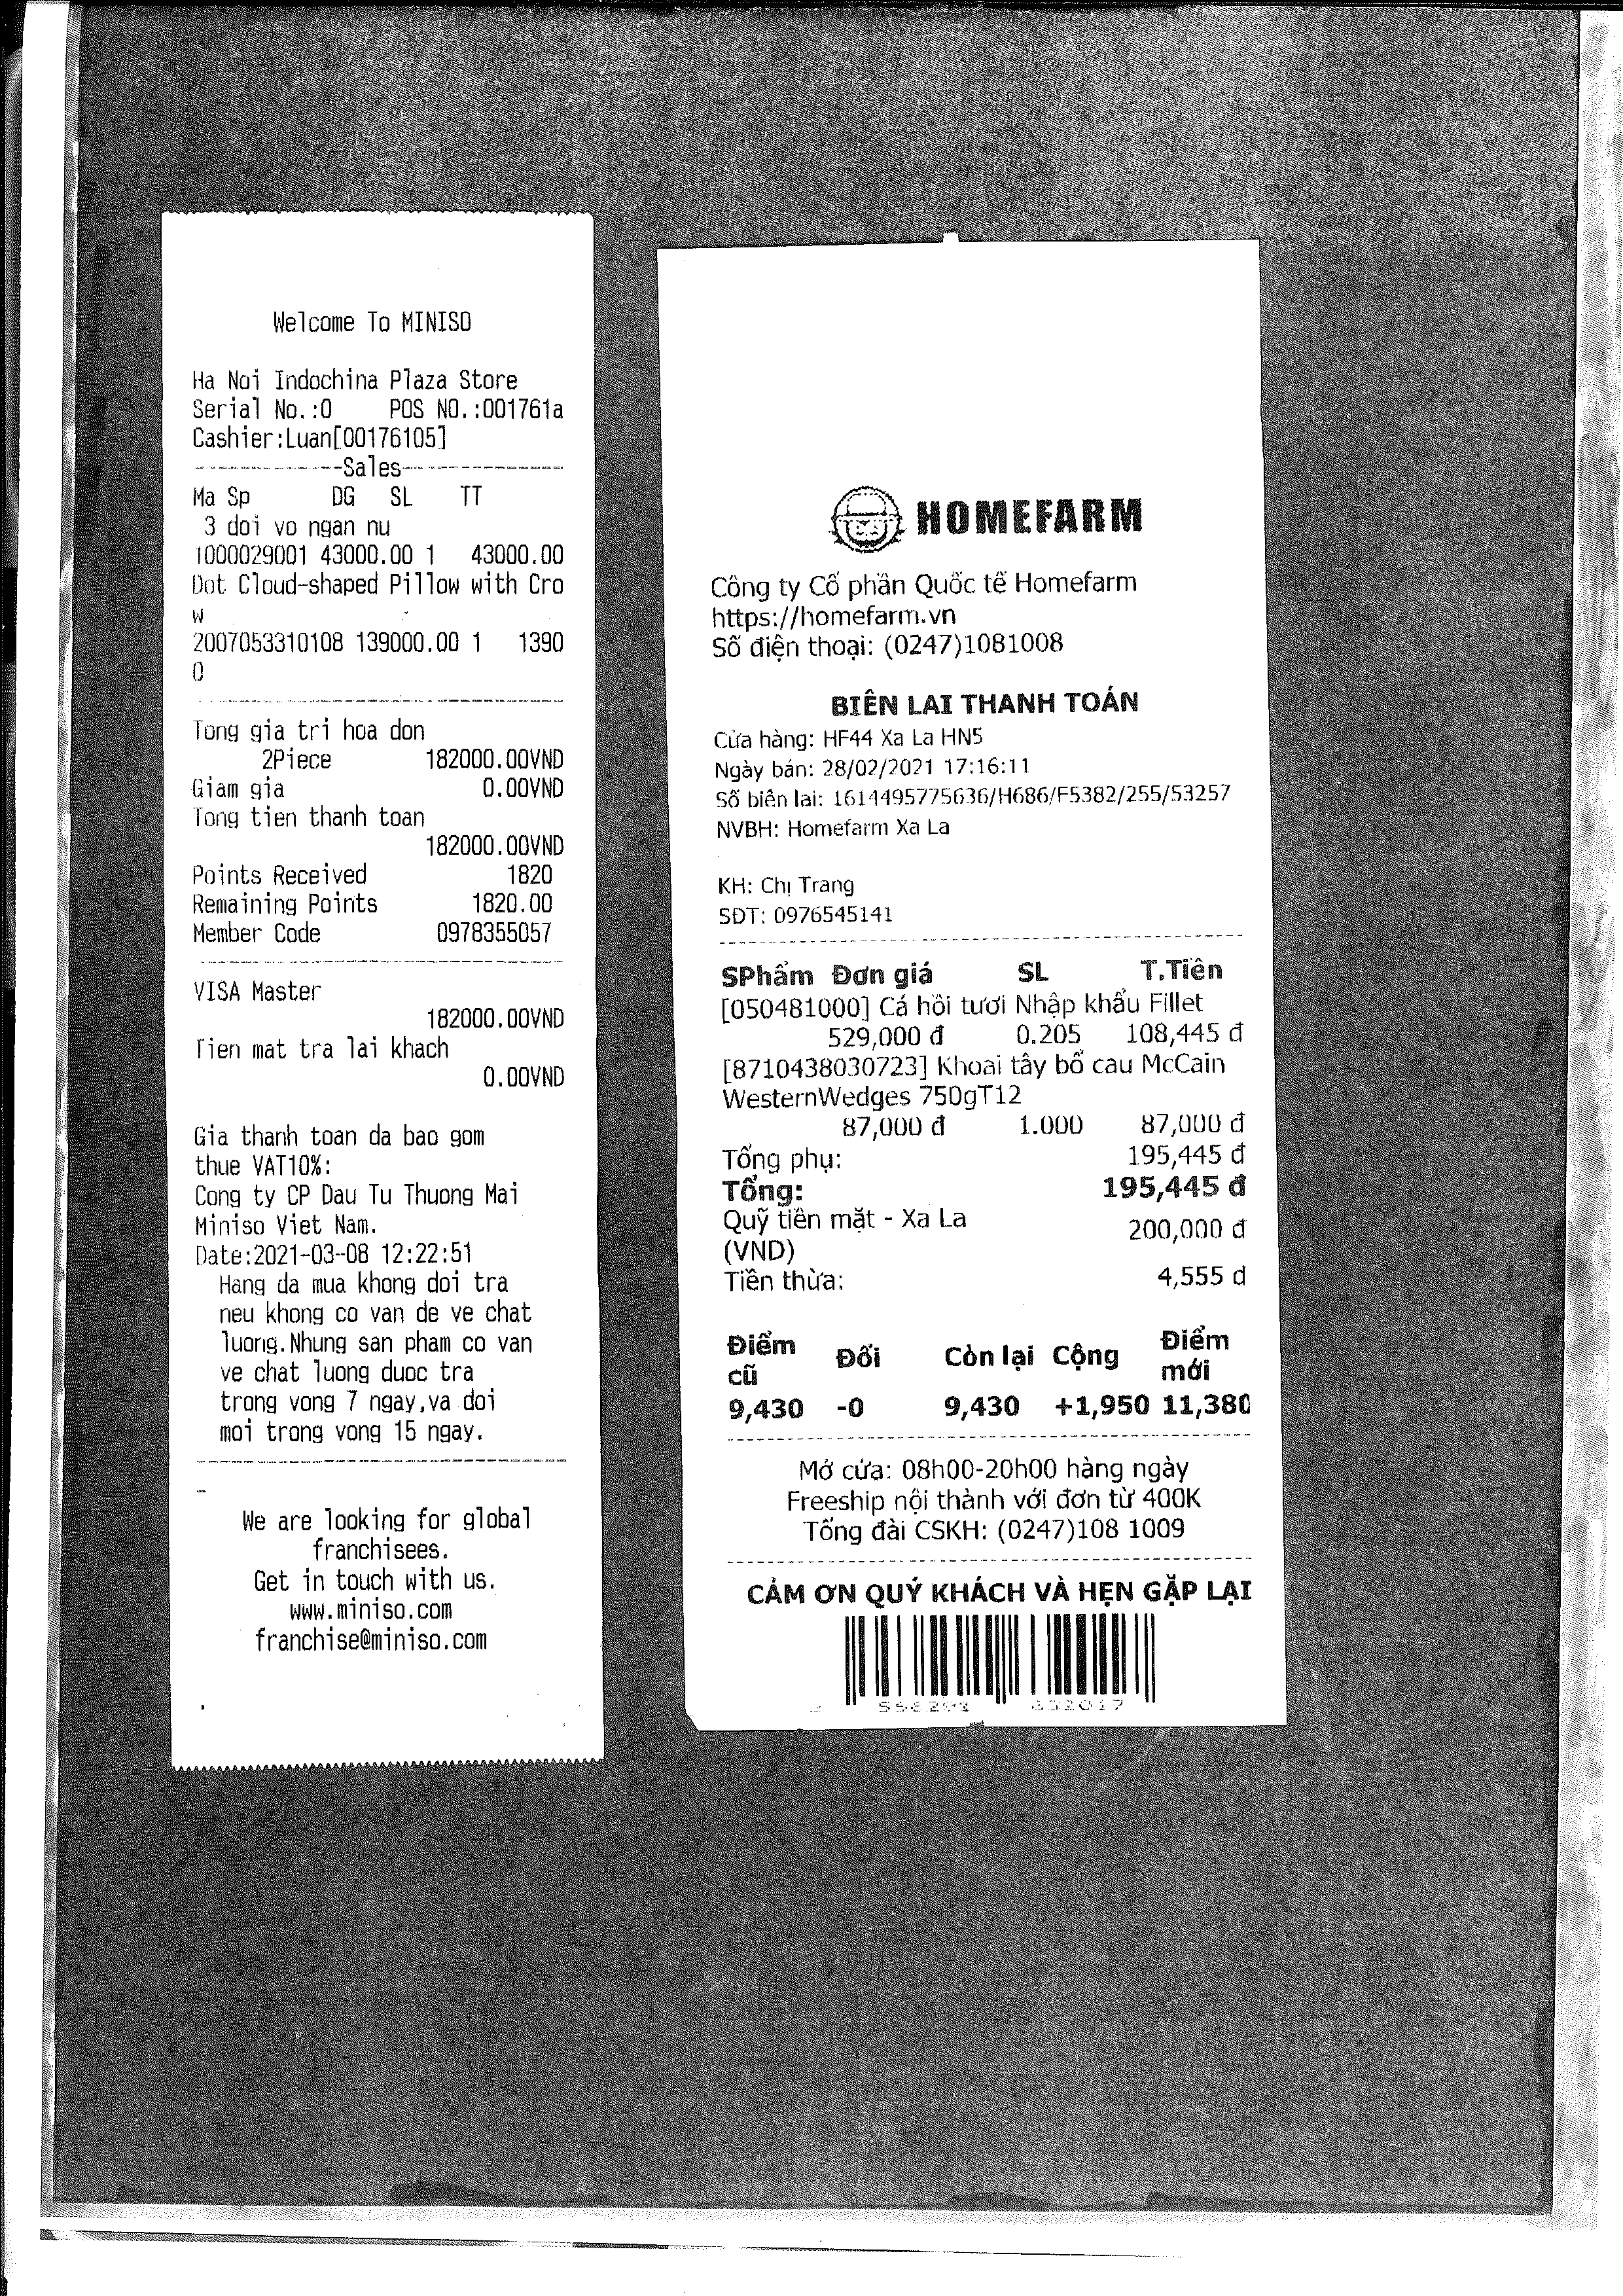 Welcome To MINISO
Ha Noi Indochina Plaza Store
Serial No.:0 POS NO.:001761a
Cashier:Luan[00176105]
-------------Sales--------------
Ma Sp DG SL TT
3 doi vo ngan nu
1000029001 43000.00 1 43000.00
Dot Cloud-shaped Pillow with Cro
w
2007053310108 139000.00 1 1390
0
Tong gia tri hoa don
2Piece 182000.00VND
Giam gia 0.00VND
Tong tien thanh toan
182000.00VND
Points Received 1820
Remaining Points 1820.00
Member Code 0978355057
VISA Master
182000.00VND
Tien mat tra lai khach
0.00VND
Gia thanh toan da bao gom
thue VAT10%:
Cong ty CP Dau Tu Thuong Mai
Miniso Viet Nam.
Date:2021-03-08 12:22:51
Hang da mua khong doi tra
neu khong co van de ve chat
luong.Nhung san pham co van
ve chat luong duoc tra
trong vong 7 ngay,va doi
moi trong vong 15 ngay.
We are looking for global
franchisees.
Get in touch with us.
www.miniso.com
franchise@miniso.com
HOMEFARM
Công ty Cổ phần Quốc tế Homefarm
https://homefarm.vn
Số điện thoại: (0247)1081008
BIÊN LAI THANH TOÁN
Cửa hàng: HF44 Xa La HN5
Ngày bán: 28/02/2021 17:16:11
Số biên lai: 1614495775636/H686/F5382/255/53257
NVBH: Homefarm Xa La
KH: Chị Trang
SĐT: 0976545141
SPhẩm Đơn giá SL T.Tiền
[050481000] Cá hồi tươi Nhập khẩu Fillet
529,000 đ 0.205 108,445 đ
[8710438030723] Khoai tây bổ cau McCain
WesternWedges 750gT12
87,000 đ 1.000 87,000 đ
Tổng phụ: 195,445 đ
Tổng: 195,445 đ
Quỹ tiền mặt - Xa La 200,000 đ
(VND)
Tiền thừa: 4,555 đ
Điểm cũ Đổi Còn lại Cộng Điểm mới
9,430 -0 9,430 +1,950 11,380
Mở cửa: 08h00-20h00 hàng ngày
Freeship nội thành với đơn từ 400K
Tổng đài CSKH: (0247)108 1009
CẢM ƠN QUÝ KHÁCH VÀ HẸN GẶP LẠI